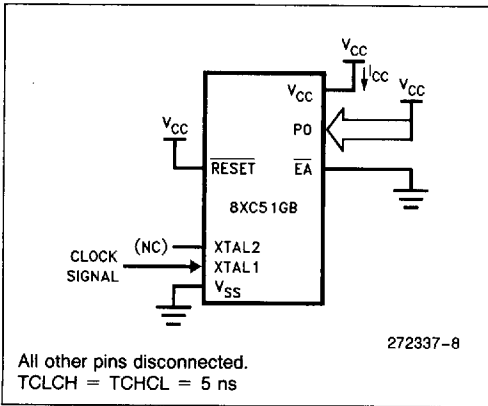 VCC
ICC
VCC
VCC
P0
VCC
RESET
EA
8XC51GB
(NC)
XTAL2
CLOCK
SIGNAL
XTAL1
VSS
272337-8
All other pins disconnected.
TCLCH = TCHCL = 5 ns